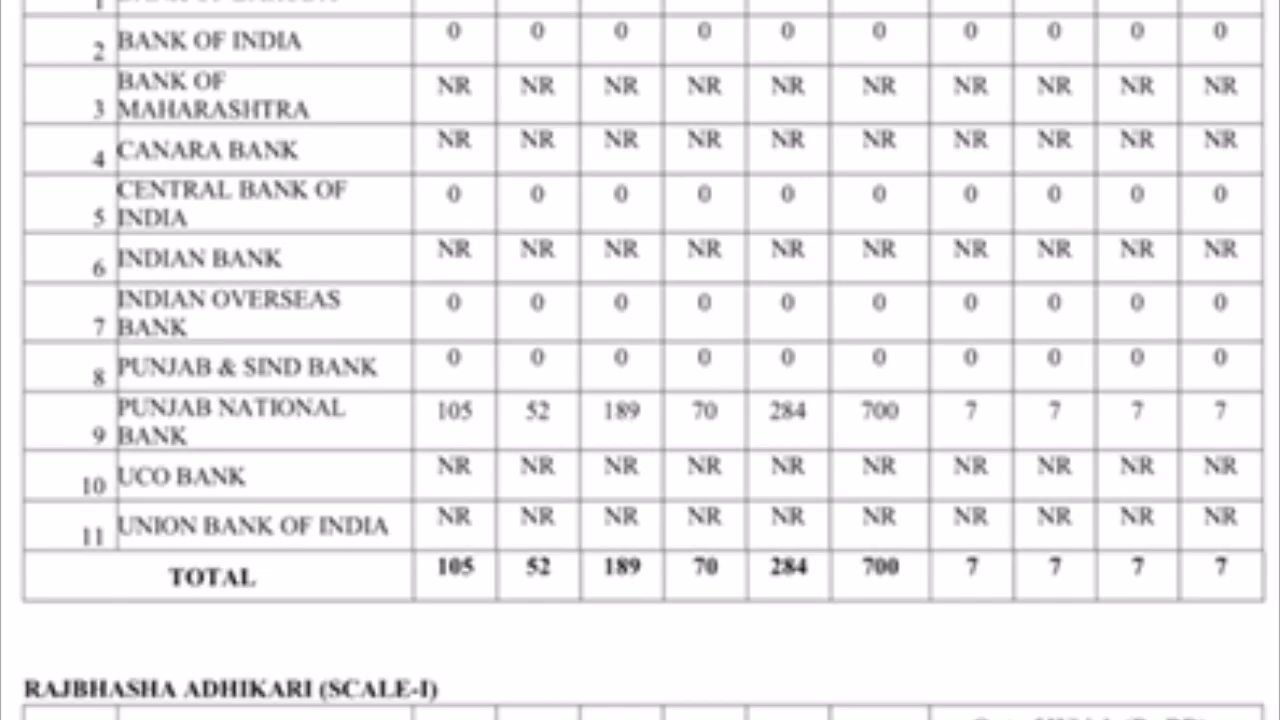 1
2 BANK OF INDIA 0 0 0 0 0 0 0 0 0 0
BANK OF
3 MAHARASHTRA NR NR NR NR NR NR NR NR NR NR
4 CANARA BANK NR NR NR NR NR NR NR NR NR NR
CENTRAL BANK OF
5 INDIA 0 0 0 0 0 0 0 0 0 0
6 INDIAN BANK NR NR NR NR NR NR NR NR NR NR
INDIAN OVERSEAS
7 BANK 0 0 0 0 0 0 0 0 0 0
8 PUNJAB & SIND BANK 0 0 0 0 0 0 0 0 0 0
PUNJAB NATIONAL
9 BANK 105 52 189 70 284 700 7 7 7 7
10 UCO BANK NR NR NR NR NR NR NR NR NR NR
11 UNION BANK OF INDIA NR NR NR NR NR NR NR NR NR NR
TOTAL 105 52 189 70 284 700 7 7 7 7
RAJBHASHA ADHIKARI (SCALE-I)